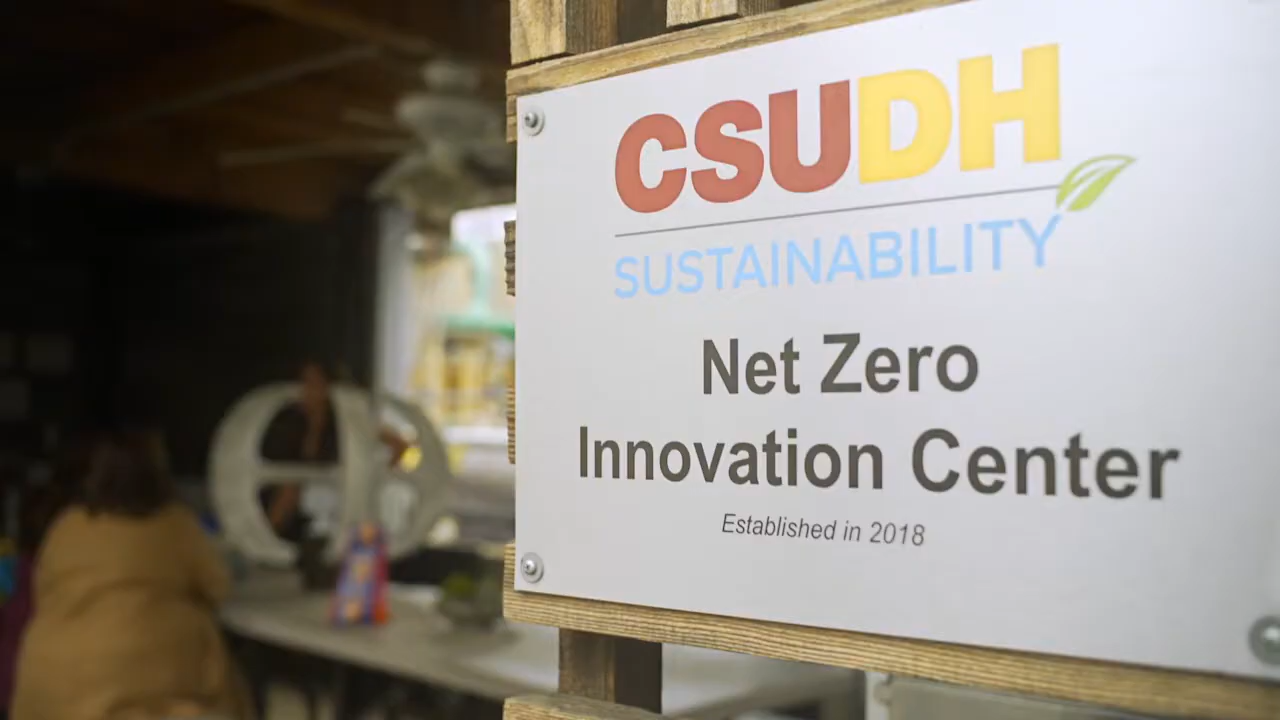 CSUDH
SUSTAINABILITY
Net Zero
Innovation Center
Established in 2018